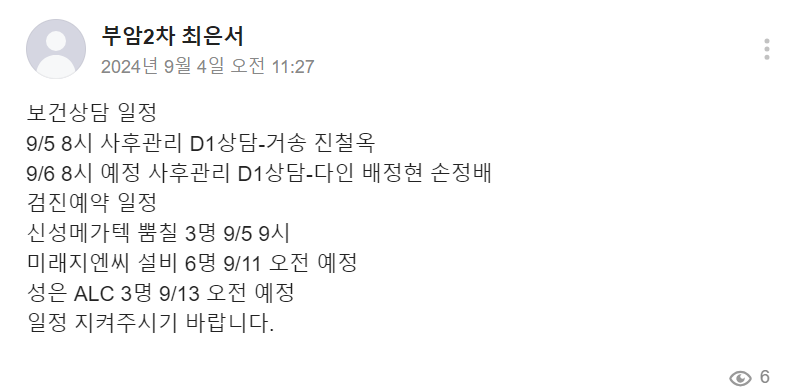 부암2차 최은서
2024년 9월 4일 오전 11:27
보건상담 일정
9/5 8시 사후관리 D1상담-거송 진철옥
9/6 8시 예정 사후관리 D1상담-다인 배정현 손정배
검진예약 일정
신성메가텍 뿜칠 3명 9/5 9시
미래지엔씨 설비 6명 9/11 오전 예정
성은 ALC 3명 9/13 오전 예정
일정 지켜주시기 바랍니다.
6